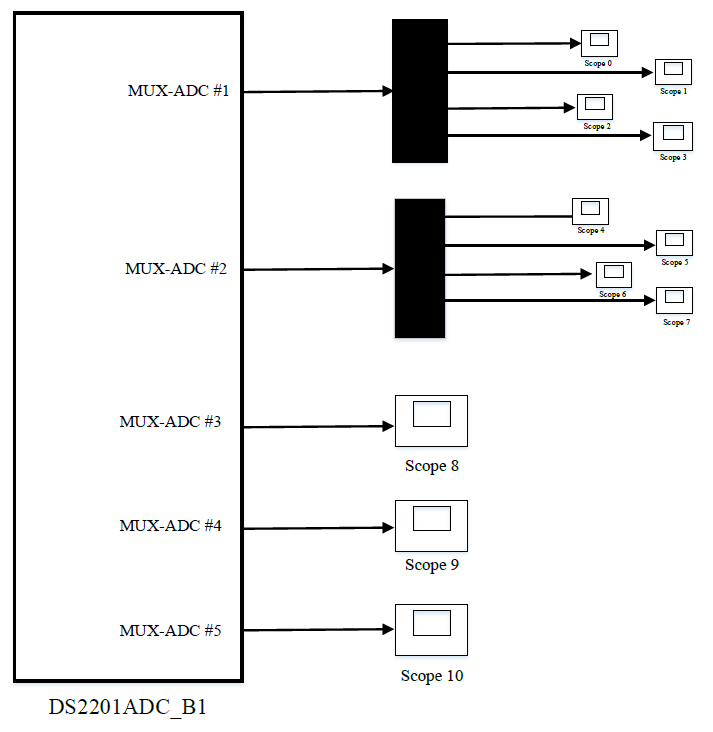 MUX-ADC #1
Scope 0
Scope 1
Scope 2
Scope 3
MUX-ADC #2
Scope 4
Scope 5
Scope 6
Scope 7
MUX-ADC #3
Scope 8
MUX-ADC #4
Scope 9
MUX-ADC #5
Scope 10
DS2201ADC_B1